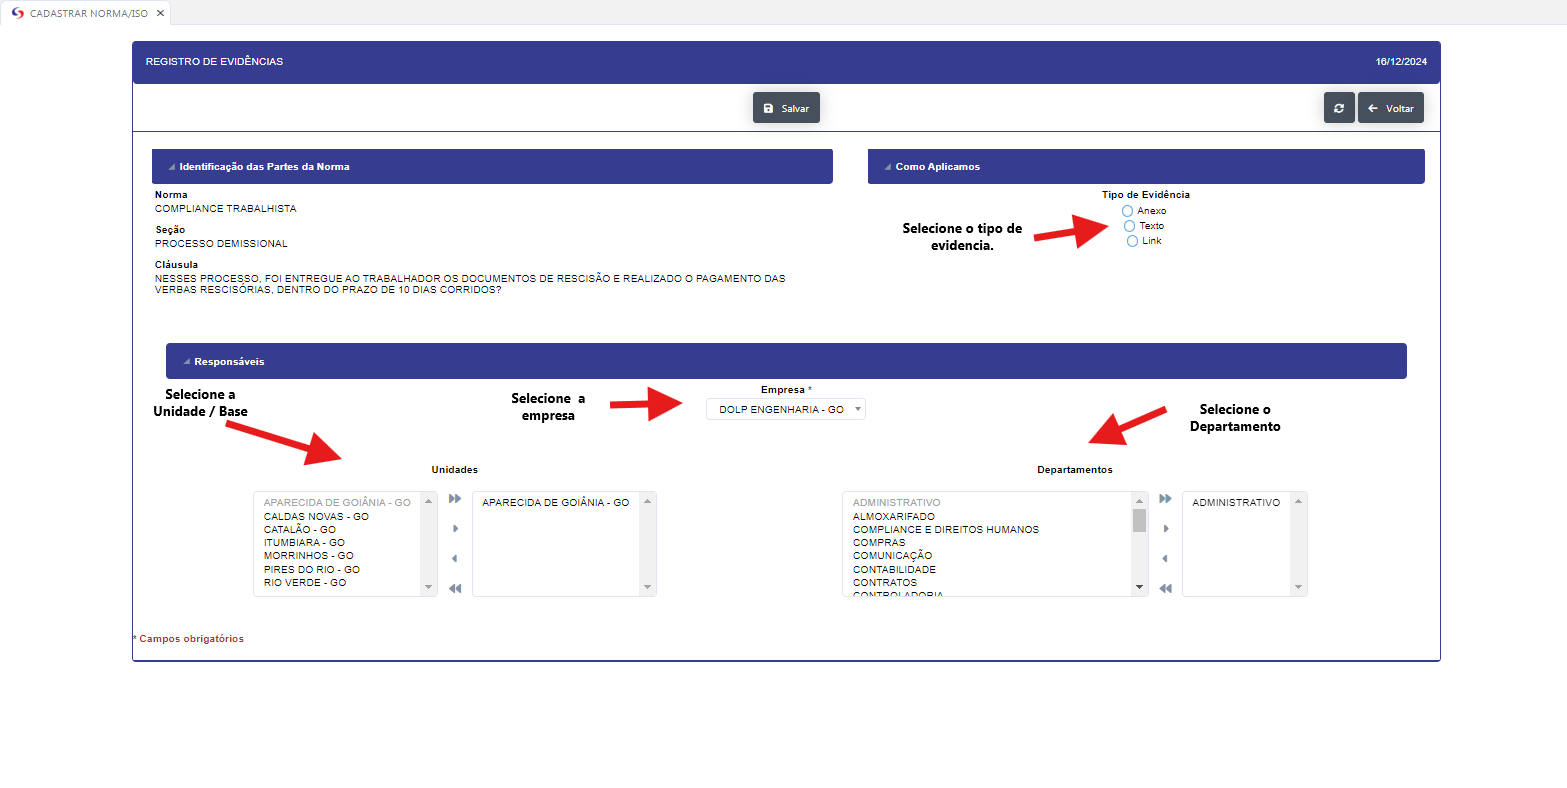 CADASTRAR NORMA/ISO
REGISTRO DE EVIDÊNCIAS
16/12/2024
Salvar
Voltar
Identificação das Partes da Norma
Norma
COMPLIANCE TRABALHISTA
Seção
PROCESSO DEMISSIONAL
Cláusula
NESSES PROCESSO, FOI ENTREGUE AO TRABALHADOR OS DOCUMENTOS DE RESCISÃO E REALIZADO O PAGAMENTO DAS
VERBAS RESCISÓRIAS, DENTRO DO PRAZO DE 10 DIAS CORRIDOS?
Como Aplicamos
Tipo de Evidência
Anexo
Texto
Link
Selecione o tipo de
evidencia.
Responsáveis
Selecione a
Unidade / Base
Selecione  a
empresa
Empresa *
DOLP ENGENHARIA - GO
Selecione o
Departamento
Unidades
APARECIDA DE GOIÂNIA - GO
CALDAS NOVAS - GO
CATALÃO - GO
ITUMBIARA - GO
MORRINHOS - GO
PIRES DO RIO - GO
RIO VERDE - GO
APARECIDA DE GOIÂNIA - GO
Departamentos
ADMINISTRATIVO
ALMOXARIFADO
COMPLIANCE E DIREITOS HUMANOS
COMPRAS
COMUNICAÇÃO
CONTABILIDADE
CONTRATOS
CONTROLADORIA
ADMINISTRATIVO
* Campos obrigatórios